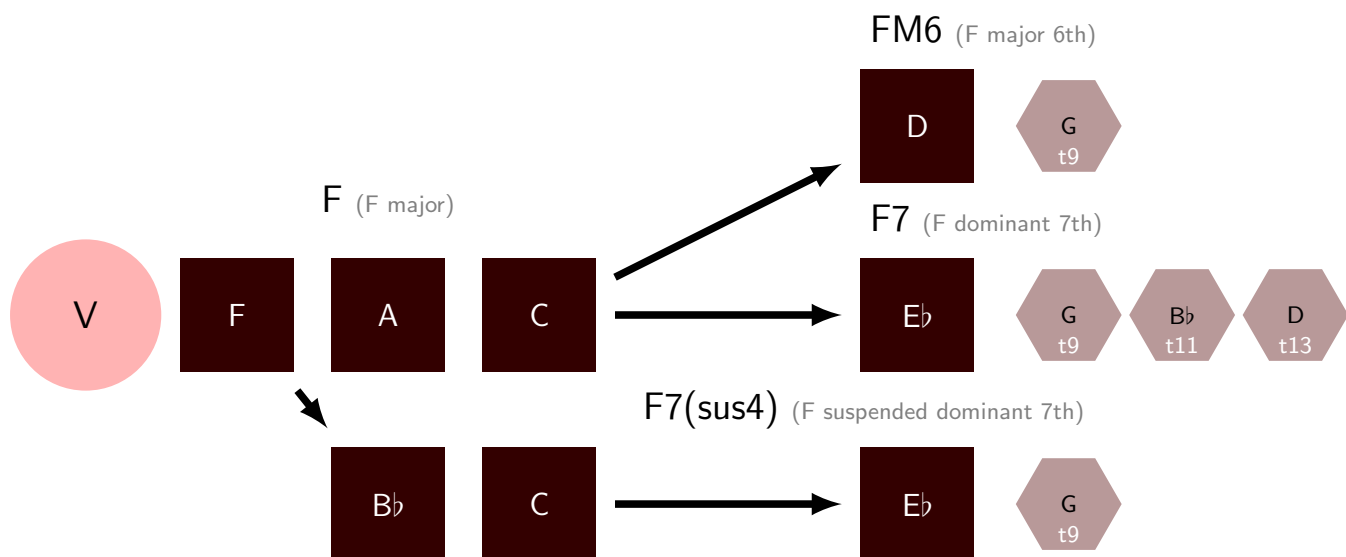 FM6 (F major 6th)
D G
t9
F (F major)
F7 (F dominant 7th)
V F A C E♭ G B♭ D
t9 t11 t13
F7(sus4) (F suspended dominant 7th)
B♭ C E♭ G
t9